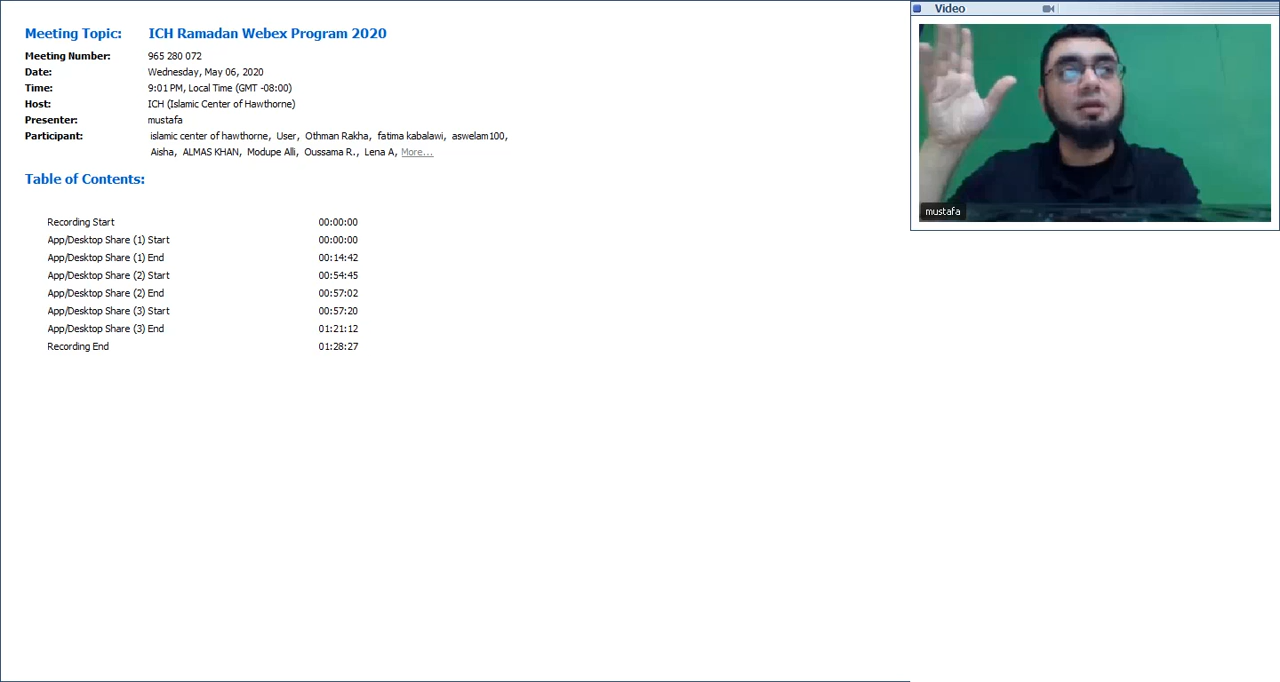 Meeting Topic: ICH Ramadan Webex Program 2020
Meeting Number: 965 280 072
Date: Wednesday, May 06, 2020
Time: 9:01 PM, Local Time (GMT -08:00)
Host: ICH (Islamic Center of Hawthorne)
Presenter: mustafa
Participant: islamic center of hawthorne, User, Othman Rakha, fatima kabalawi, aswelam100,
Aisha, ALMAS KHAN, Modupe Alli, Oussama R., Lena A, More...
Table of Contents:
Recording Start 00:00:00
App/Desktop Share (1) Start 00:00:00
App/Desktop Share (1) End 00:14:42
App/Desktop Share (2) Start 00:54:45
App/Desktop Share (2) End 00:57:02
App/Desktop Share (3) Start 00:57:20
App/Desktop Share (3) End 01:21:12
Recording End 01:28:27
Video
mustafa